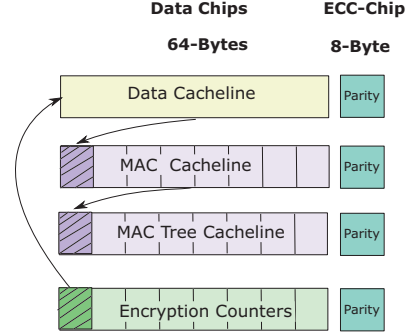 Data Chips ECC-Chip
64-Bytes 8-Byte
Data Cacheline Parity
MAC Cacheline Parity
MAC Tree Cacheline Parity
Encryption Counters Parity